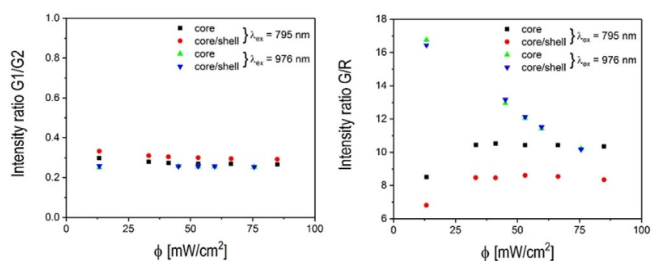 Intensity ratio G1/G2
1.0
0.8
0.6
0.4
0.2
0.0
core
core/shell } λex = 795 nm
core
core/shell } λex = 976 nm
0 25 50 75 100
ϕ [mW/cm²]
Intensity ratio G/R
18
16
14
12
10
8
6
core
core/shell } λex = 795 nm
core
core/shell } λex = 976 nm
0 25 50 75 100
ϕ [mW/cm²]